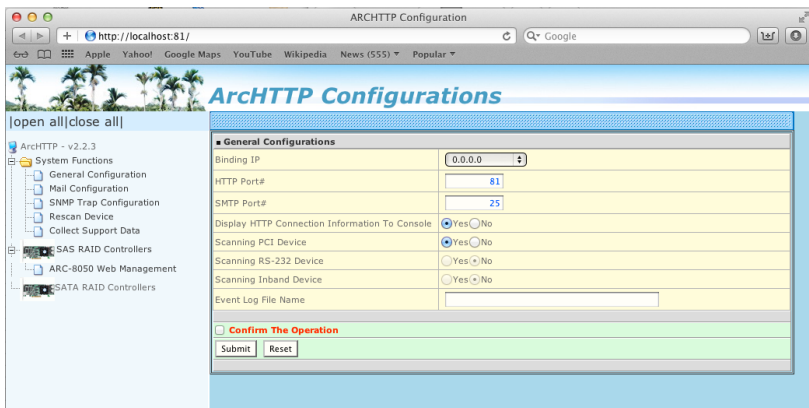 ARCHTTP Configuration
http://localhost:81/
Google
Apple Yahoo! Google Maps YouTube Wikipedia News (555) Popular
ArcHTTP Configurations
|open all|close all|
ArcHTTP - v2.2.3
System Functions
General Configuration
Mail Configuration
SNMP Trap Configuration
Rescan Device
Collect Support Data
SAS RAID Controllers
ARC-8050 Web Management
SATA RAID Controllers
General Configurations
Binding IP 0.0.0.0
HTTP Port# 81
SMTP Port# 25
Display HTTP Connection Information To Console Yes No
Scanning PCI Device Yes No
Scanning RS-232 Device Yes No
Scanning Inband Device Yes No
Event Log File Name
Confirm The Operation
Submit Reset